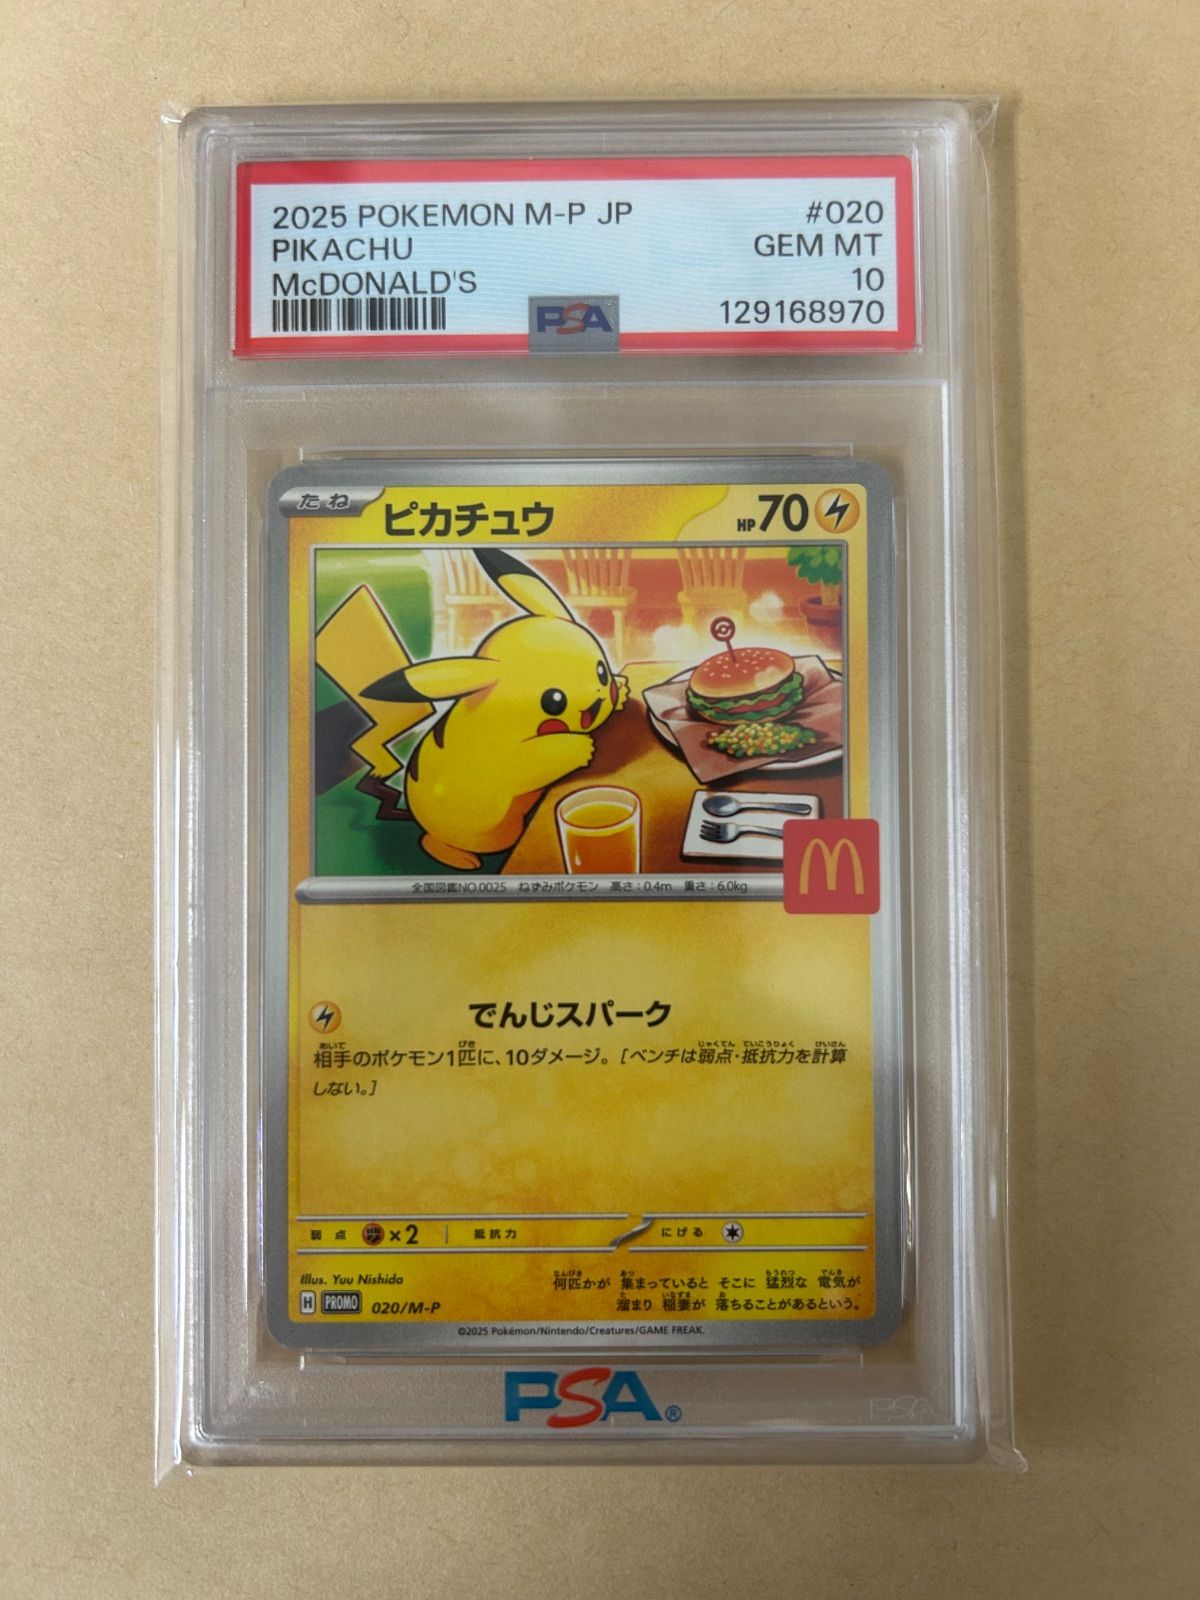 2025 POKEMON M-P JP #020
PIKACHU GEM MT
McDONALD'S 10
129168970
PSA
たね ピカチュウ HP70
M
全国図鑑NO.0025 ねずみポケモン 高さ:0.4m 重さ:6.0kg
でんじスパーク
相手のポケモン1匹に、10ダメージ。[ベンチは弱点・抵抗力を計算
しない。]
弱点 ×2 抵抗力 にげる
Illus. Yuu Nishida
何匹かが 集まっていると そこに 猛烈な 電気が
溜まり 稲妻が 落ちることがあるという。
H PROMO 020/M-P
©2025 Pokémon/Nintendo/Creatures/GAME FREAK.
PSA®
PSA